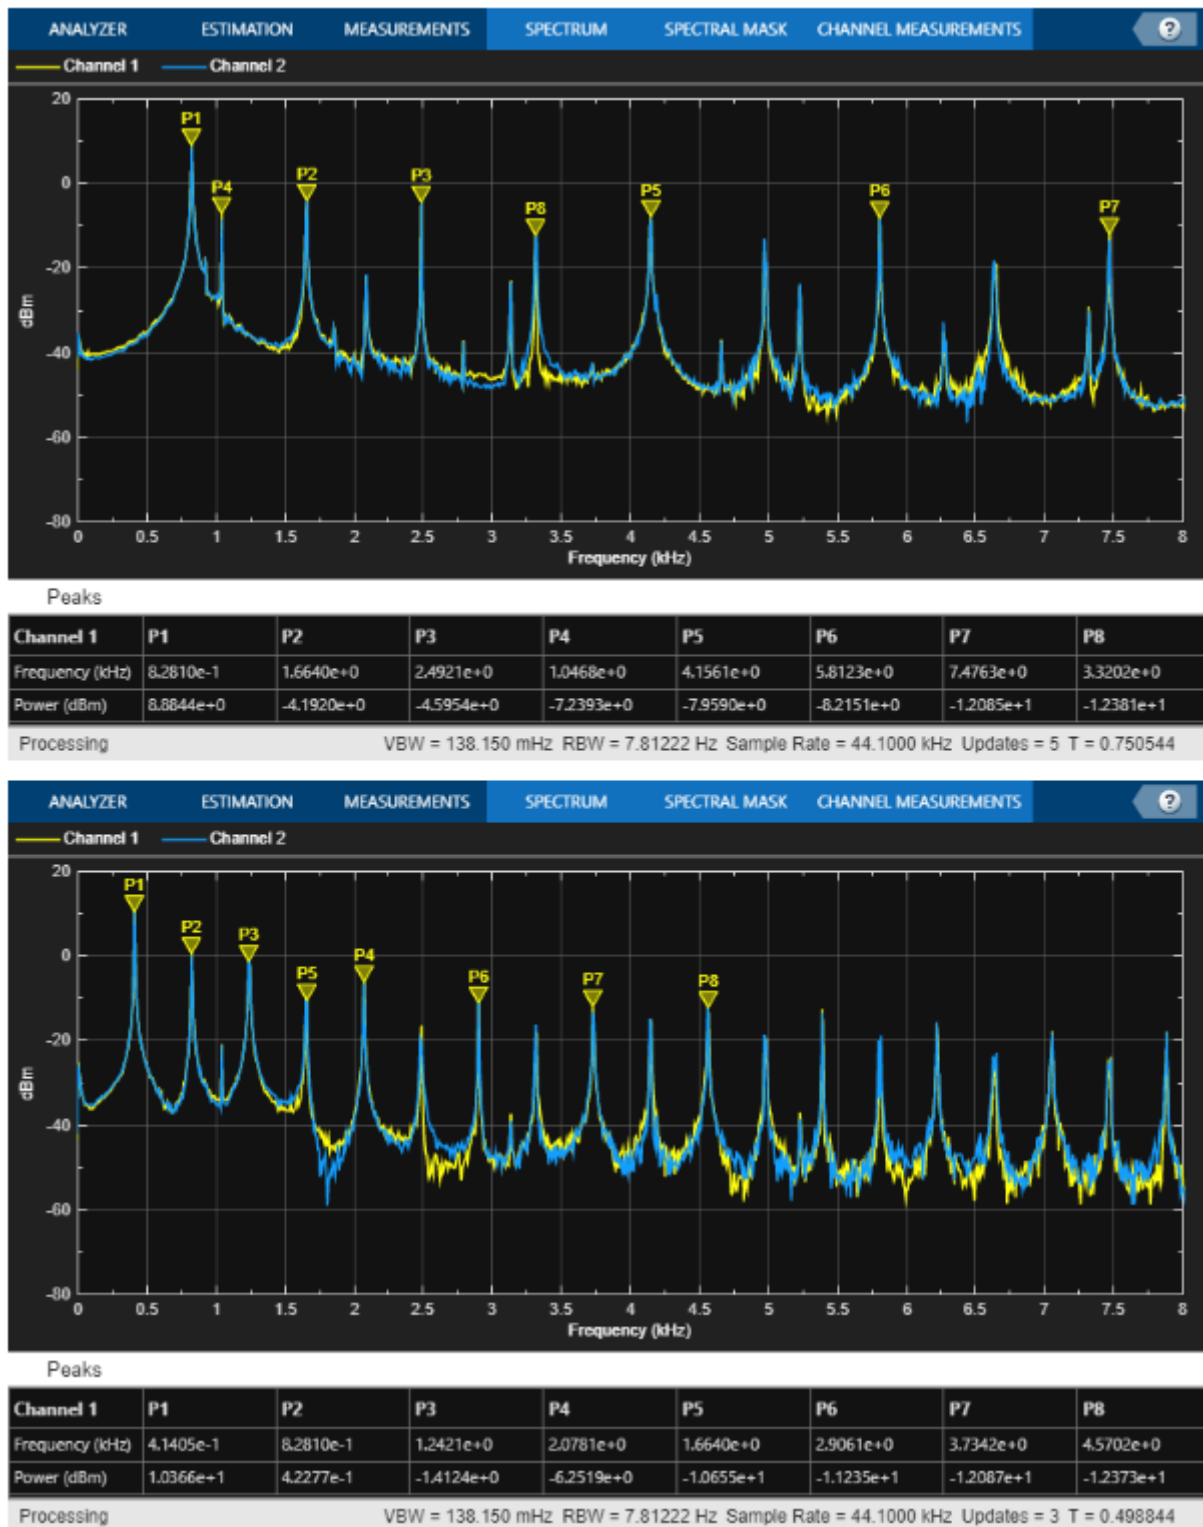 ANALYZER ESTIMATION MEASUREMENTS SPECTRUM SPECTRAL MASK CHANNEL MEASUREMENTS ?
Channel 1 Channel 2
20
P1
0
P4 P2 P3 P8 P5 P6 P7
-20
dBm
-40
-60
-80
0 0.5 1 1.5 2 2.5 3 3.5 4 4.5 5 5.5 6 6.5 7 7.5 8
Frequency (kHz)
Peaks
Channel 1 P1 P2 P3 P4 P5 P6 P7 P8
Frequency (kHz) 8.2810e-1 1.6640e+0 2.4921e+0 1.0468e+0 4.1561e+0 5.8123e+0 7.4763e+0 3.3202e+0
Power (dBm) 8.8844e+0 -4.1920e+0 -4.5954e+0 -7.2393e+0 -7.9590e+0 -8.2151e+0 -1.2085e+1 -1.2381e+1
Processing VBW = 138.150 mHz RBW = 7.81222 Hz Sample Rate = 44.1000 kHz Updates = 5 T = 0.750544
ANALYZER ESTIMATION MEASUREMENTS SPECTRUM SPECTRAL MASK CHANNEL MEASUREMENTS ?
Channel 1 Channel 2
20
P1
0
P2 P3 P5 P4 P6 P7 P8
-20
dBm
-40
-60
-80
0 0.5 1 1.5 2 2.5 3 3.5 4 4.5 5 5.5 6 6.5 7 7.5 8
Frequency (kHz)
Peaks
Channel 1 P1 P2 P3 P4 P5 P6 P7 P8
Frequency (kHz) 4.1405e-1 8.2810e-1 1.2421e+0 2.0781e+0 1.6640e+0 2.9061e+0 3.7342e+0 4.5702e+0
Power (dBm) 1.0366e+1 4.2277e-1 -1.4124e+0 -6.2519e+0 -1.0655e+1 -1.1235e+1 -1.2087e+1 -1.2373e+1
Processing VBW = 138.150 mHz RBW = 7.81222 Hz Sample Rate = 44.1000 kHz Updates = 3 T = 0.498844